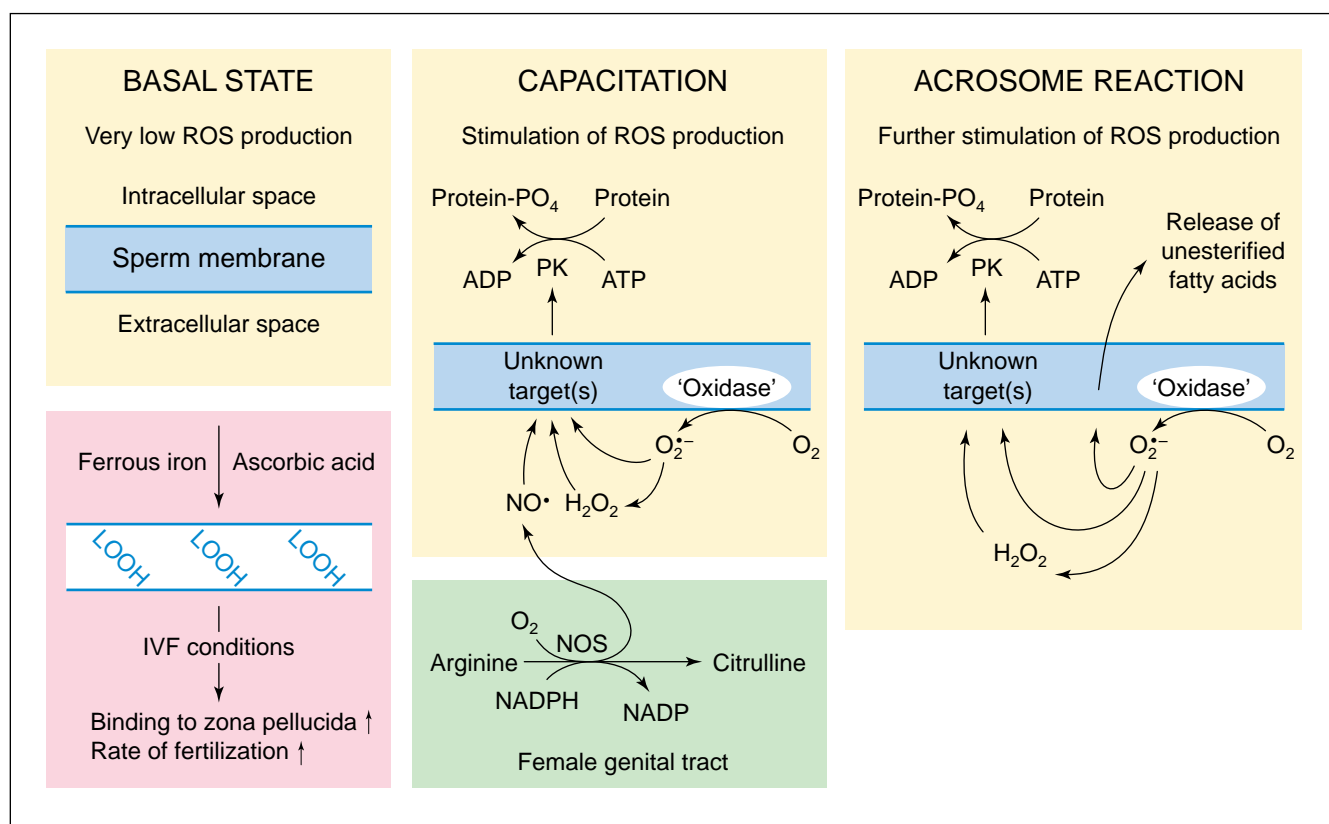 BASAL STATE
Very low ROS production
Intracellular space
Sperm membrane
Extracellular space
Ferrous iron
Ascorbic acid
LOOH
LOOH
LOOH
IVF conditions
Binding to zona pellucida ↑
Rate of fertilization ↑
CAPACITATION
Stimulation of ROS production
Protein-PO₄
Protein
ADP
PK
ATP
Unknown
target(s)
'Oxidase'
O₂•−
O₂
NO•
H₂O₂
O₂
NOS
Arginine
Citrulline
NADPH
NADP
Female genital tract
ACROSOME REACTION
Further stimulation of ROS production
Protein-PO₄
Protein
ADP
PK
ATP
Release of
unesterified
fatty acids
Unknown
target(s)
'Oxidase'
O₂•−
O₂
H₂O₂